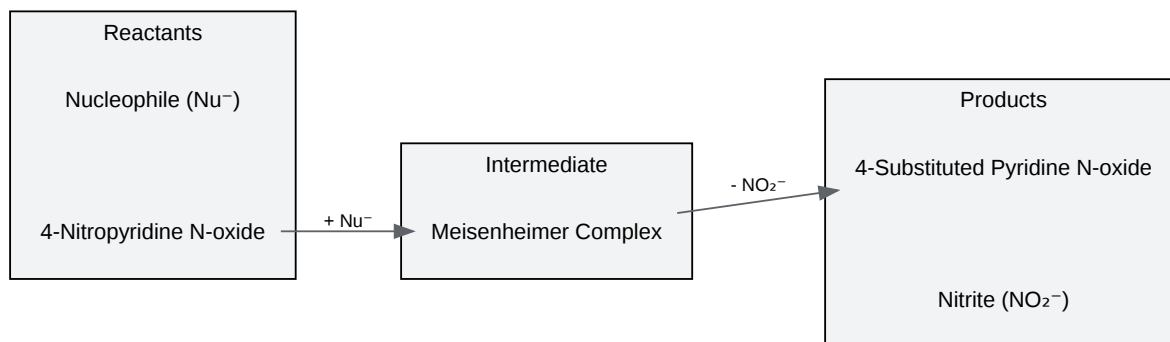 Reactants
Nucleophile (Nu⁻)
4-Nitropyridine N-oxide
+ Nu⁻
Intermediate
Meisenheimer Complex
- NO₂⁻
Products
4-Substituted Pyridine N-oxide
Nitrite (NO₂⁻)